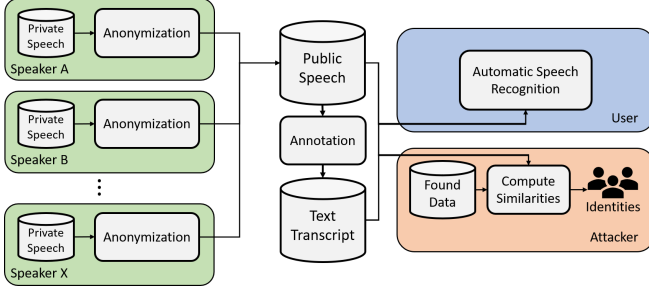 Private
Speech
Anonymization
Speaker A
Private
Speech
Anonymization
Speaker B
Private
Speech
Anonymization
Speaker X
Public
Speech
Annotation
Text
Transcript
Automatic Speech
Recognition
User
Found
Data
Compute
Similarities
Identities
Attacker